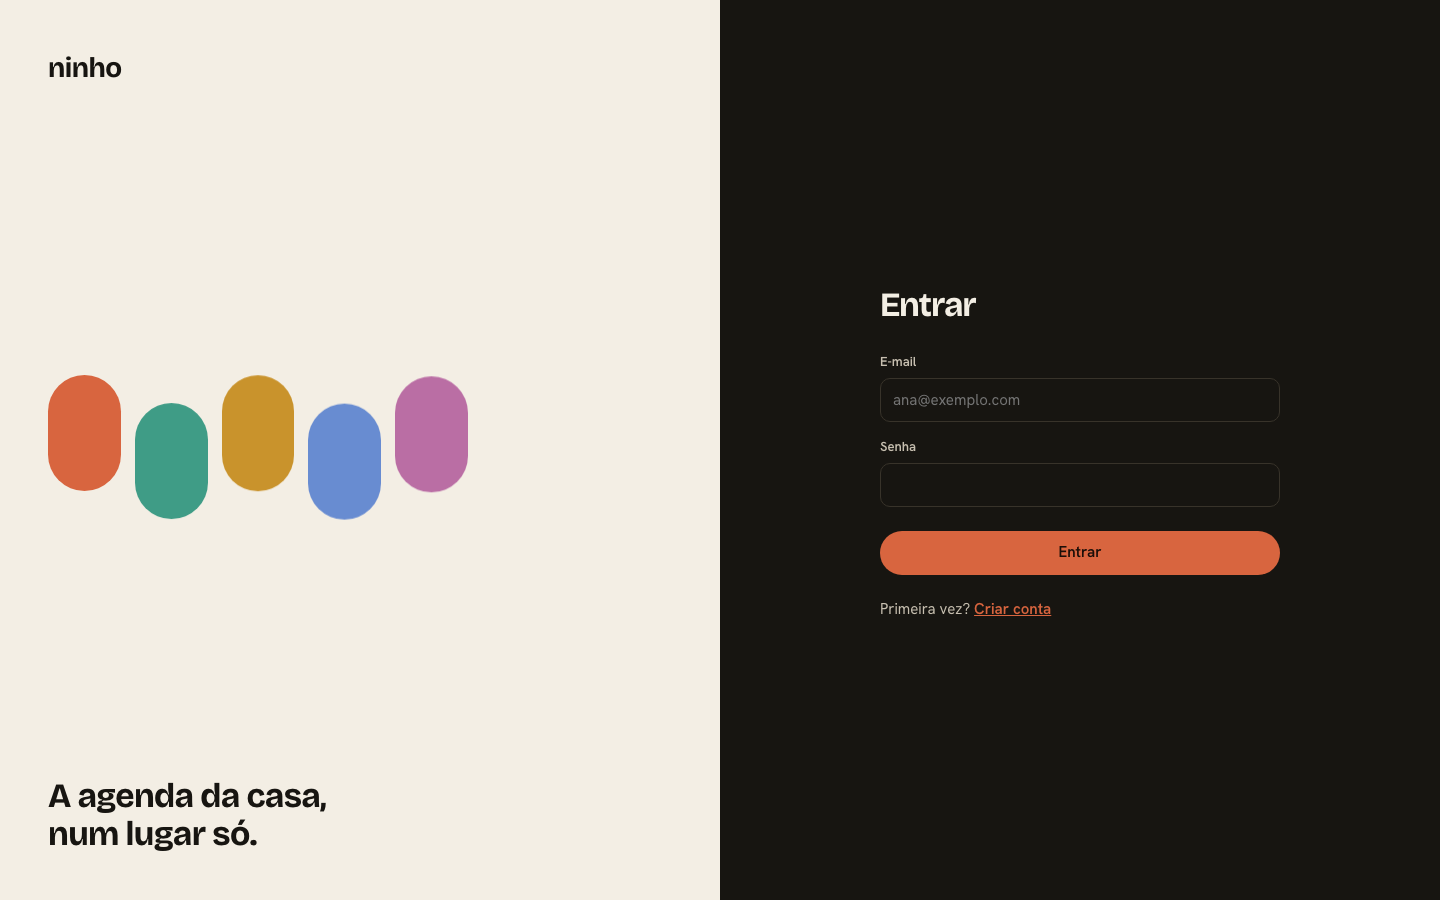 ninho
A agenda da casa,
num lugar só.
Entrar
E-mail
ana@exemplo.com
Senha
Entrar
Primeira vez? Criar conta